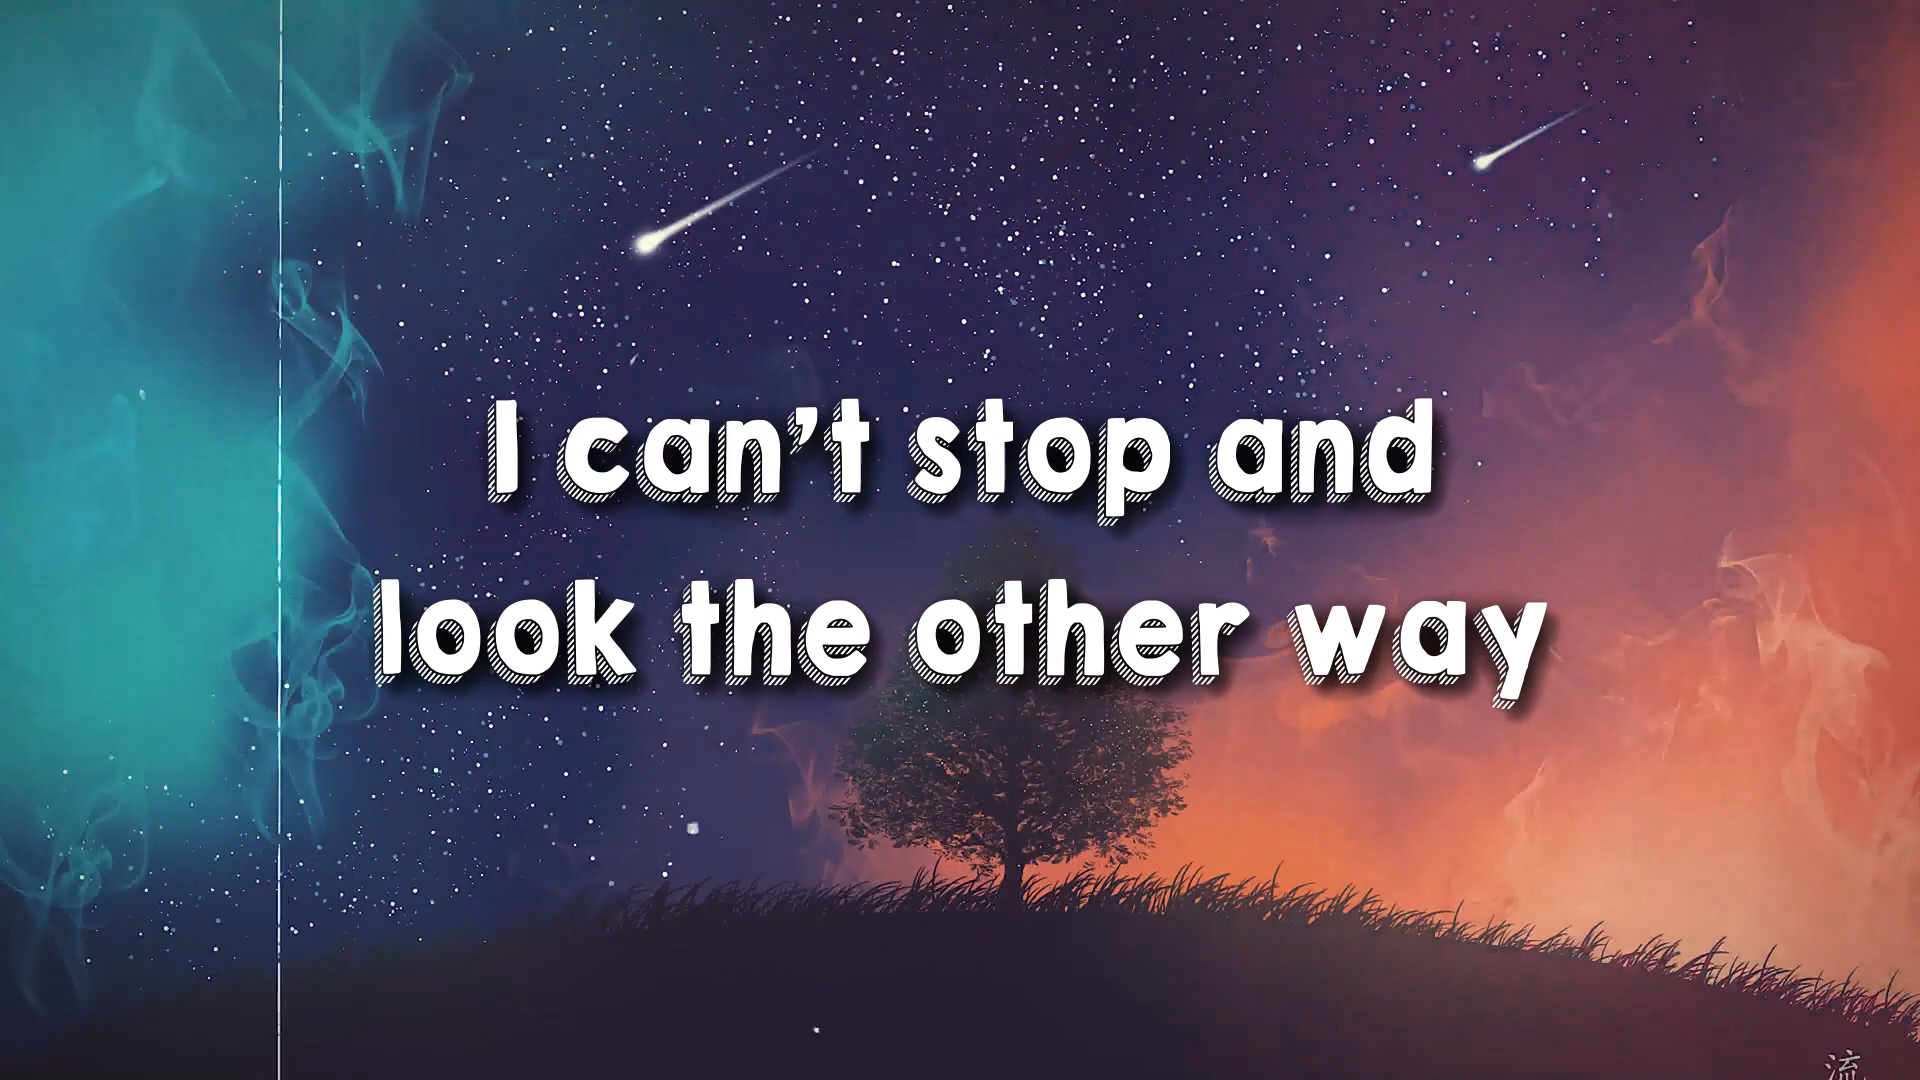 I can't stop and
look the other way
流